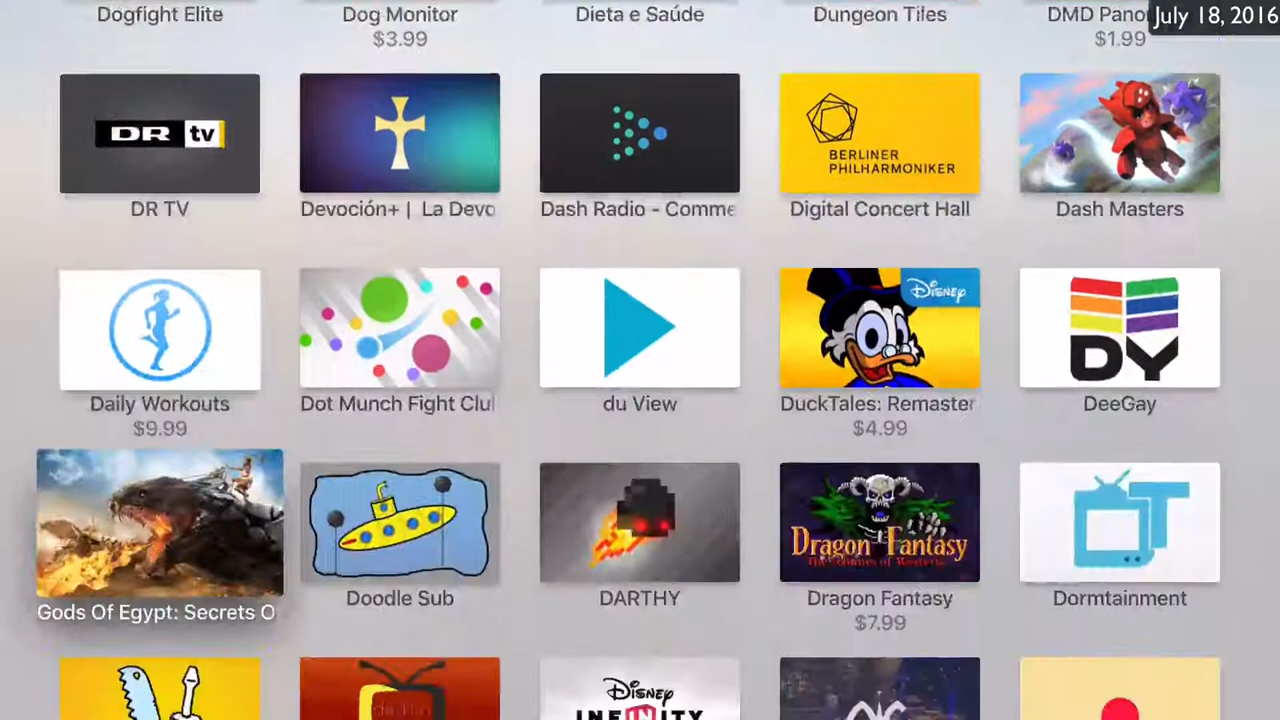 Dogfight Elite
Dog Monitor
Dieta e Saúde
Dungeon Tiles
DMD Pano
July 18, 2016
$3.99
$1.99
DR tv
BERLINER
PHILHARMONIKER
DR TV
Devoción+ | La Devo
Dash Radio - Comme
Digital Concert Hall
Dash Masters
Disney
DY
Daily Workouts
Dot Munch Fight Clu
du View
DuckTales: Remaster
DeeGay
$9.99
$4.99
Dragon Fantasy
Gods Of Egypt: Secrets O
Doodle Sub
DARTHY
Dragon Fantasy
Dormtainment
$7.99
Disney
INFINITY